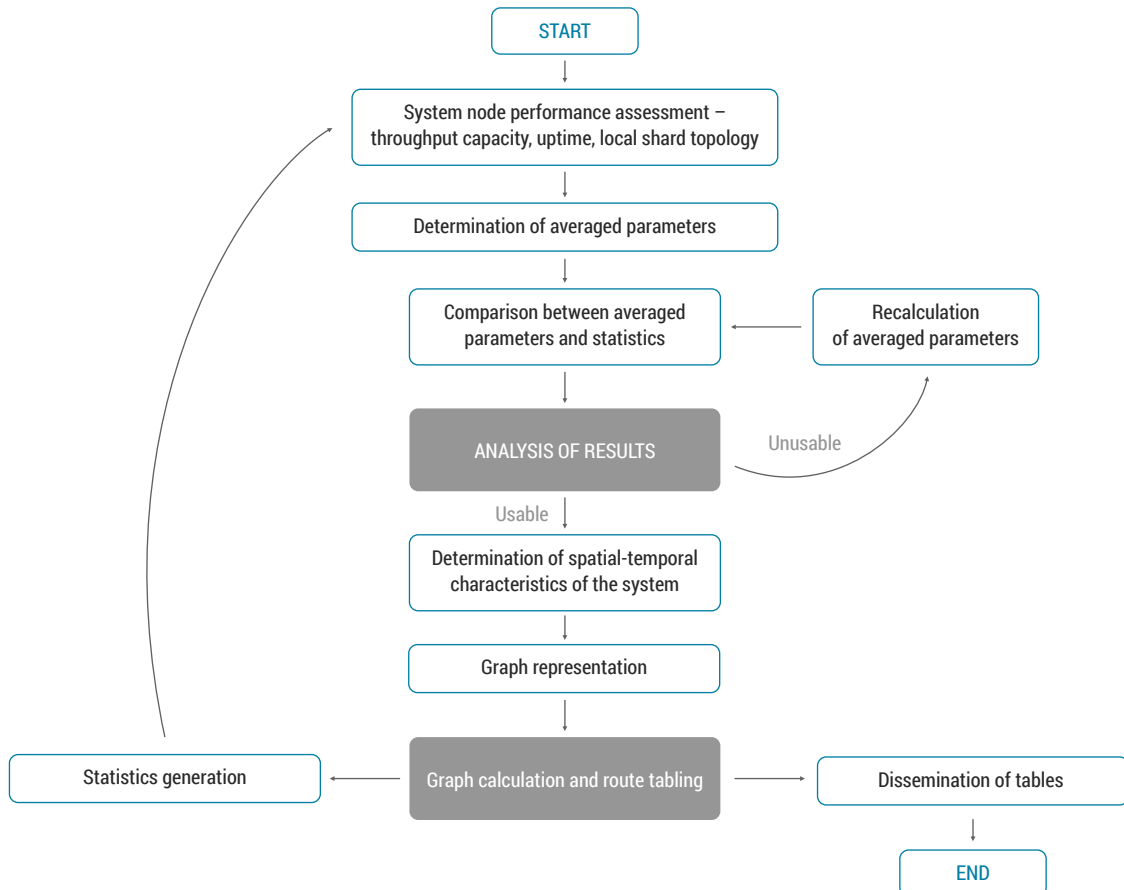 START
System node performance assessment –
throughput capacity, uptime, local shard topology
Determination of averaged parameters
Comparison between averaged
parameters and statistics
Recalculation
of averaged parameters
ANALYSIS OF RESULTS
Unusable
Usable
Determination of spatial-temporal
characteristics of the system
Graph representation
Statistics generation
Graph calculation and route tabling
Dissemination of tables
END